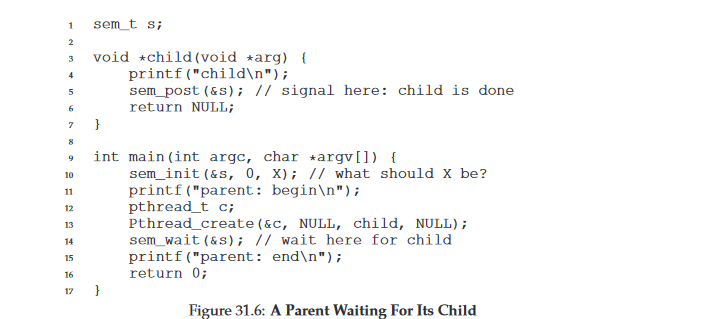 1 sem_t s;
2
3 void *child(void *arg) {
4 printf("child\n");
5 sem_post(&s); // signal here: child is done
6 return NULL;
7 }
8
9 int main(int argc, char *argv[]) {
10 sem_init(&s, 0, X); // what should X be?
11 printf("parent: begin\n");
12 pthread_t c;
13 Pthread_create(&c, NULL, child, NULL);
14 sem_wait(&s); // wait here for child
15 printf("parent: end\n");
16 return 0;
17 }
Figure 31.6: A Parent Waiting For Its Child